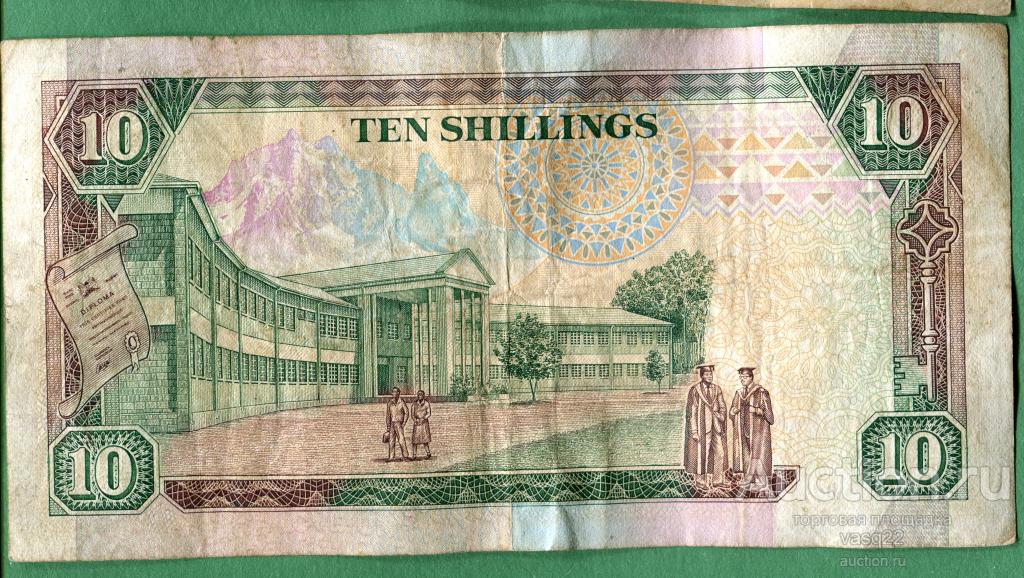 10
TEN SHILLINGS
10
DIPLOMA
10
10
Auction.ru
торговая площадка
vasq22
auction.ru